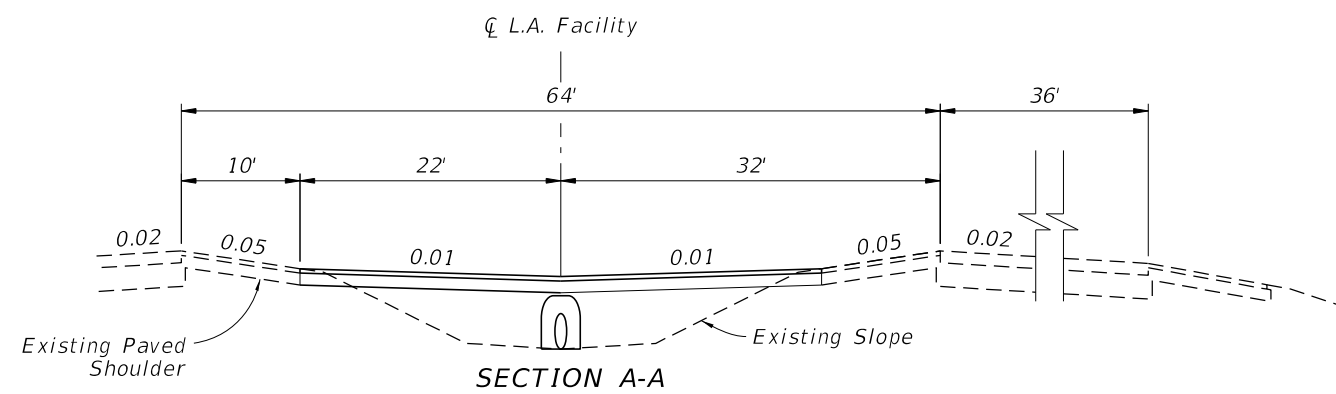 ℄ L.A. Facility
64'
36'
10'
22'
32'
0.02
0.05
0.01
0.01
0.05
0.02
Existing Paved
Shoulder
Existing Slope
SECTION A-A